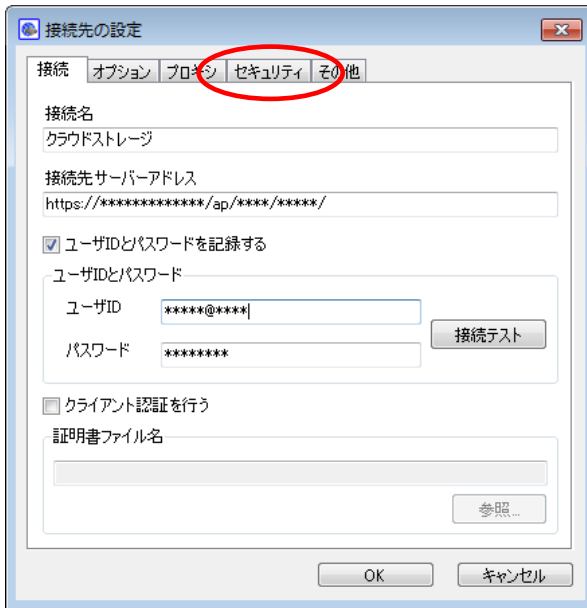 接続先の設定
接続 オプション プロキシ セキュリティ その他
接続名
クラウドストレージ
接続先サーバーアドレス
https://*************/ap/****/*****/
ユーザIDとパスワードを記録する
ユーザIDとパスワード
ユーザID *****@****
接続テスト
パスワード ********
クライアント認証を行う
証明書ファイル名
参照...
OK キャンセル